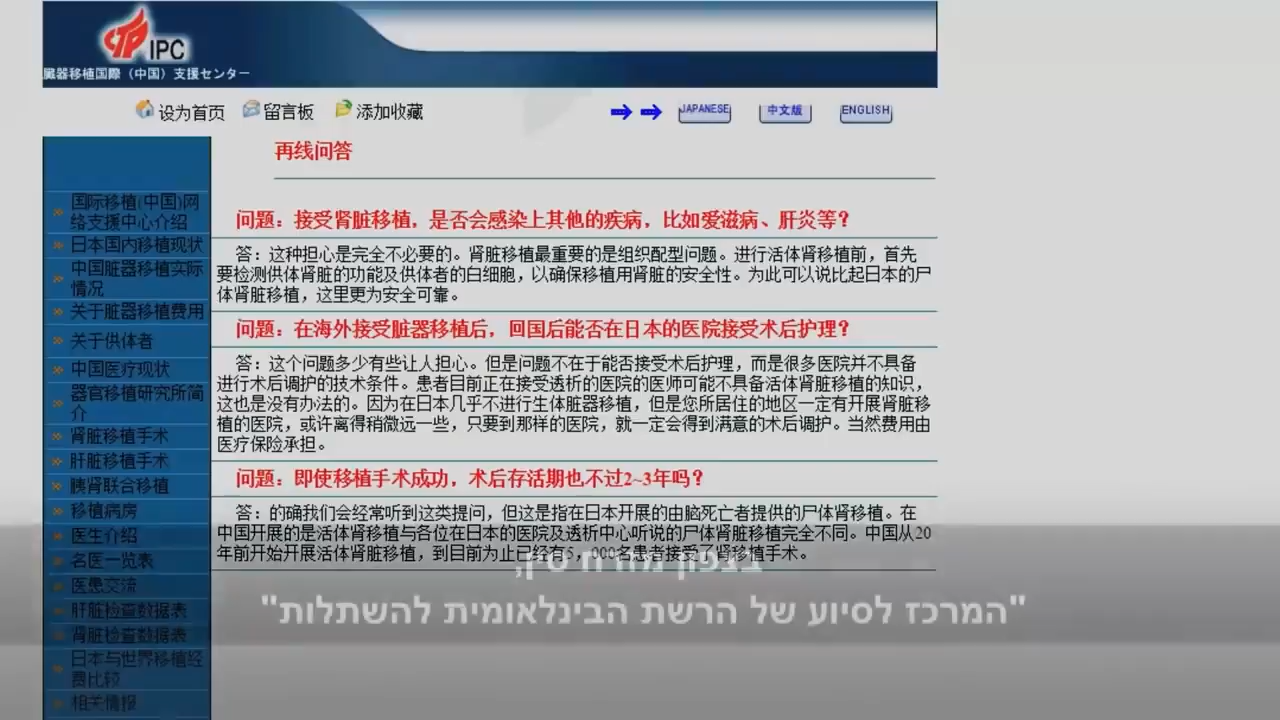 IPC
臓器移植国際（中国）支援センター
设为首页 留言板 添加收藏
JAPANESE 中文版 ENGLISH
国际移植(中国)网
络支援中心介绍
日本国内移植现状
中国脏器移植实际
情况
关于脏器移植费用
关于供体者
中国医疗现状
器官移植研究所简
介
肾脏移植手术
肝脏移植手术
胰肾联合移植
移植病房
医生介绍
名医一览表
医患交流
肝脏检查数据表
肾脏检查数据表
日本与世界移植经
费比较
相关情报
再线问答
问题：接受肾脏移植，是否会感染上其他的疾病，比如爱滋病、肝炎等？
答：这种担心是完全不必要的。肾脏移植最重要的是组织配型问题。进行活体肾移植前，首先
要检测供体肾脏的功能及供体者的白细胞，以确保移植用肾脏的安全性。为此可以说比起日本的尸
体肾脏移植，这里更为安全可靠。
问题：在海外接受脏器移植后，回国后能否在日本的医院接受术后护理？
答：这个问题多少有些让人担心。但是问题不在于能否接受术后护理，而是很多医院并不具备
进行术后调护的技术条件。患者目前正在接受透析的医院的医师可能不具备活体肾脏移植的知识，
这也是没有办法的。因为在日本几乎不进行生体脏器移植，但是您所居住的地区一定有开展肾脏移
植的医院，或许离得稍微远一些，只要到那样的医院，就一定会得到满意的术后调护。当然费用由
医疗保险承担。
问题：即使移植手术成功，术后存活期也不过2~3年吗？
答：的确我们会经常听到这类提问，但这是指在日本开展的由脑死亡者提供的尸体肾移植。在
中国开展的是活体肾移植与各位在日本的医院及透析中心听说的尸体肾脏移植完全不同。中国从20
年前开始开展活体肾脏移植，到目前为止已经有5，000名患者接受了肾移植手术。
בצפון מזרח סין,
"המרכז לסיוע של הרשת הבינלאומית להשתלות"